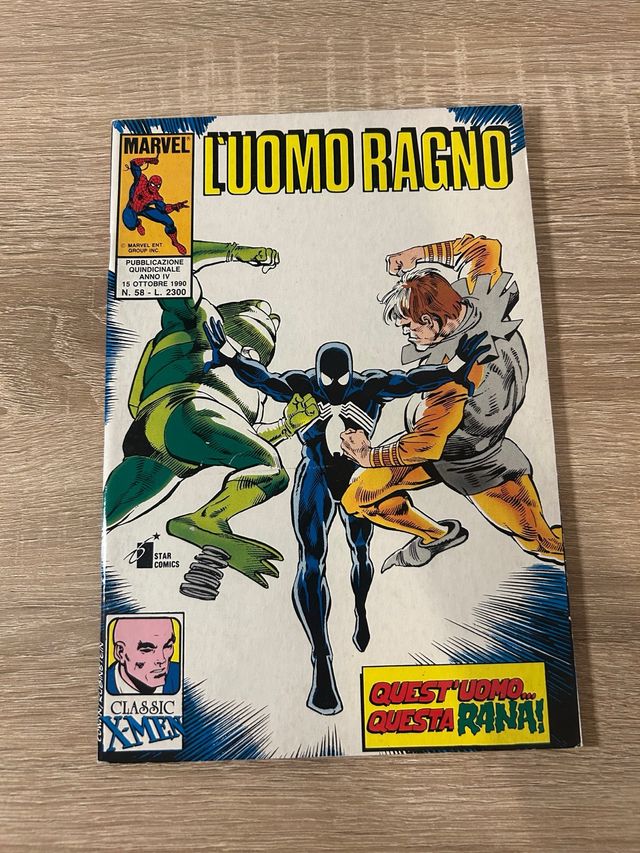 MARVEL
L'UOMO RAGNO
© MARVEL ENT.
GROUP INC.
PUBBLICAZIONE
QUINDICINALE
ANNO IV
15 OTTOBRE 1990
N. 58 - L. 2300
STAR
COMICS
CLASSIC
X-MEN
QUEST'UOMO...
QUESTA RANA!